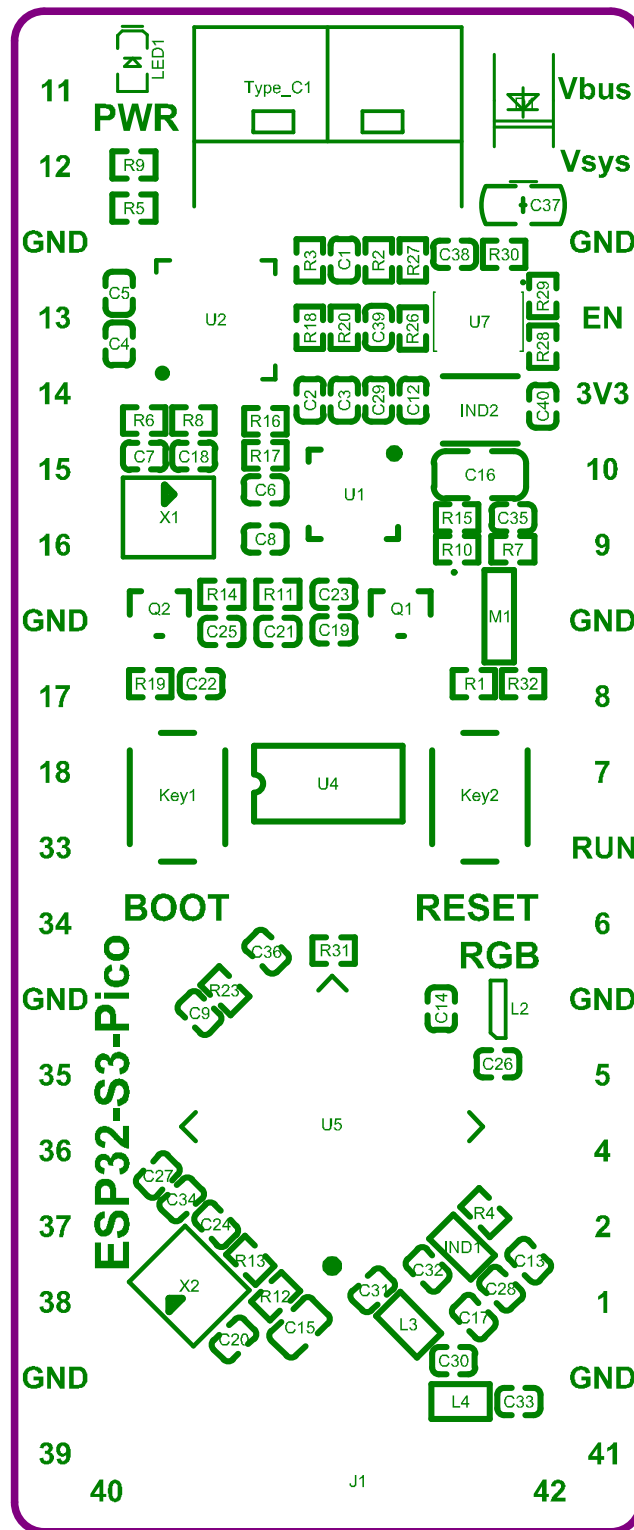 LED1
11
Type_C1
Vbus
PWR
12
R9
Vsys
R5
C37
GND
R3
C1
R2
R27
C38
R30
GND
C5
R29
13
U2
R18
R20
C39
R26
U7
EN
C4
R28
14
C2
C3
C29
C12
IND2
C40
3V3
R6
R8
R16
15
C7
C18
R17
C16
10
X1
C6
U1
R15
C35
16
C8
R10
R7
9
Q2
R14
R11
C23
Q1
M1
GND
C25
C21
C19
GND
17
R19
C22
R1
R32
8
18
Key1
U4
Key2
7
33
RUN
BOOT
RESET
34
C36
R31
6
RGB
GND
R23
C9
C14
L2
GND
ESP32-S3-Pico
35
C26
5
U5
36
4
C27
C34
37
C24
R4
2
R13
IND1
C13
X2
R12
C31
C32
C28
38
C20
C15
L3
C17
1
C30
GND
L4
C33
GND
39
41
40
J1
42